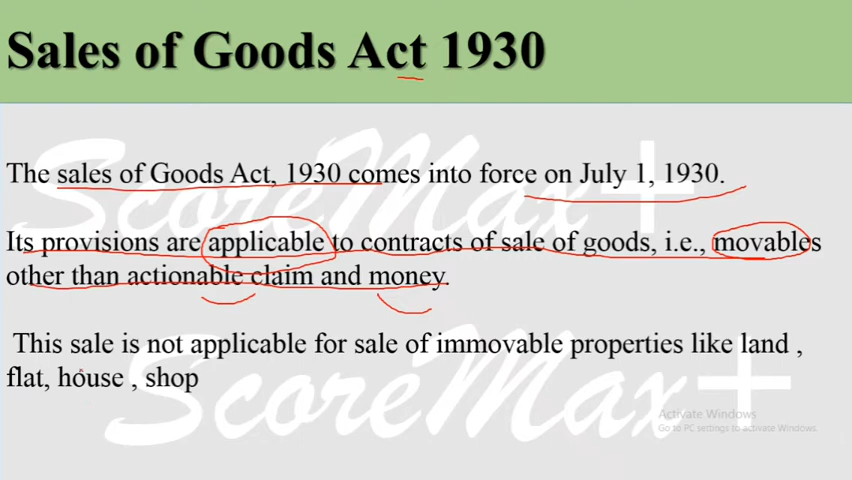 Sales of Goods Act 1930
The sales of Goods Act, 1930 comes into force on July 1, 1930.
Its provisions are applicable to contracts of sale of goods, i.e., movables
other than actionable claim and money.
This sale is not applicable for sale of immovable properties like land ,
flat, house , shop
ScoreMax+
ScoreMax+
Activate Windows
Go to PC settings to activate Windows.